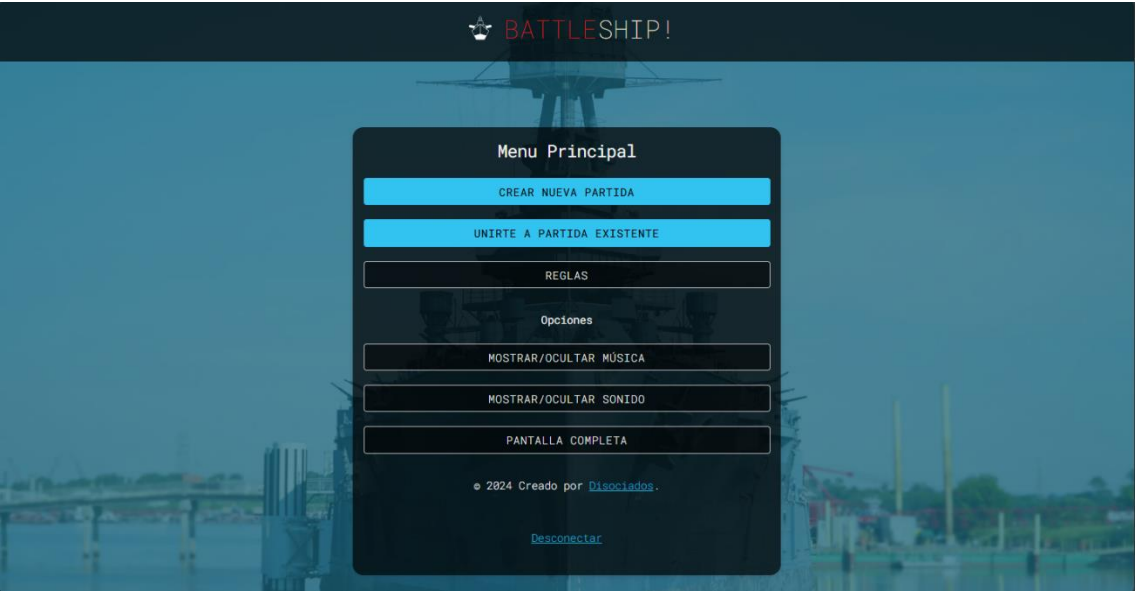 BATTLESHIP!
Menu Principal
CREAR NUEVA PARTIDA
UNIRTE A PARTIDA EXISTENTE
REGLAS
Opciones
MOSTRAR/OCULTAR MÚSICA
MOSTRAR/OCULTAR SONIDO
PANTALLA COMPLETA
© 2024 Creado por Disociados.
Desconectar